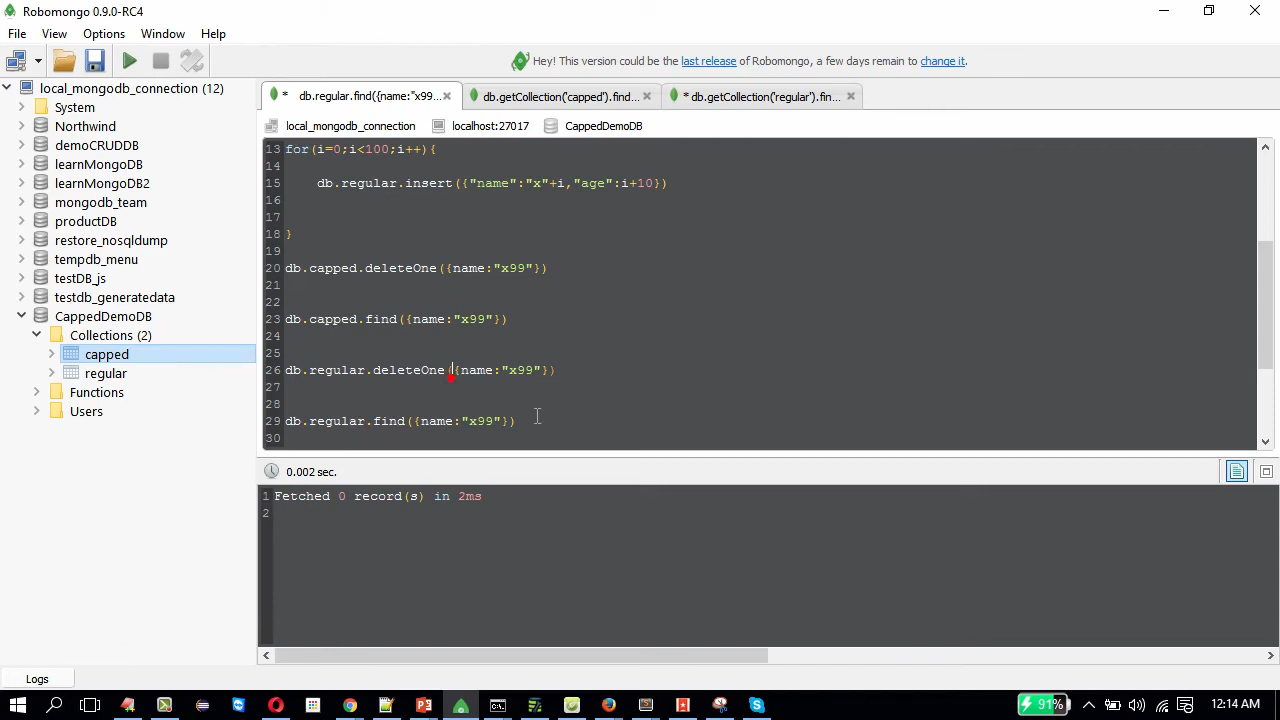 Robomongo 0.9.0-RC4
File View Options Window Help
Hey! This version could be the last release of Robomongo, a few days remain to change it.
local_mongodb_connection (12)
System
Northwind
demoCRUDDB
learnMongoDB
learnMongoDB2
mongodb_team
productDB
restore_nosqldump
tempdb_menu
testDB_js
testdb_generatedata
CappedDemoDB
Collections (2)
capped
regular
Functions
Users
* db.regular.find({name:"x99... db.getCollection('capped').find... * db.getCollection('regular').fin...
local_mongodb_connection localhost:27017 CappedDemoDB
13 for(i=0;i<100;i++){
14
15 db.regular.insert({"name":"x"+i,"age":i+10})
16
17
18 }
19
20 db.capped.deleteOne({name:"x99"})
21
22
23 db.capped.find({name:"x99"})
24
25
26 db.regular.deleteOne({name:"x99"})
27
28
29 db.regular.find({name:"x99"})
30
0.002 sec.
1 Fetched 0 record(s) in 2ms
2
Logs
91% 12:14 AM